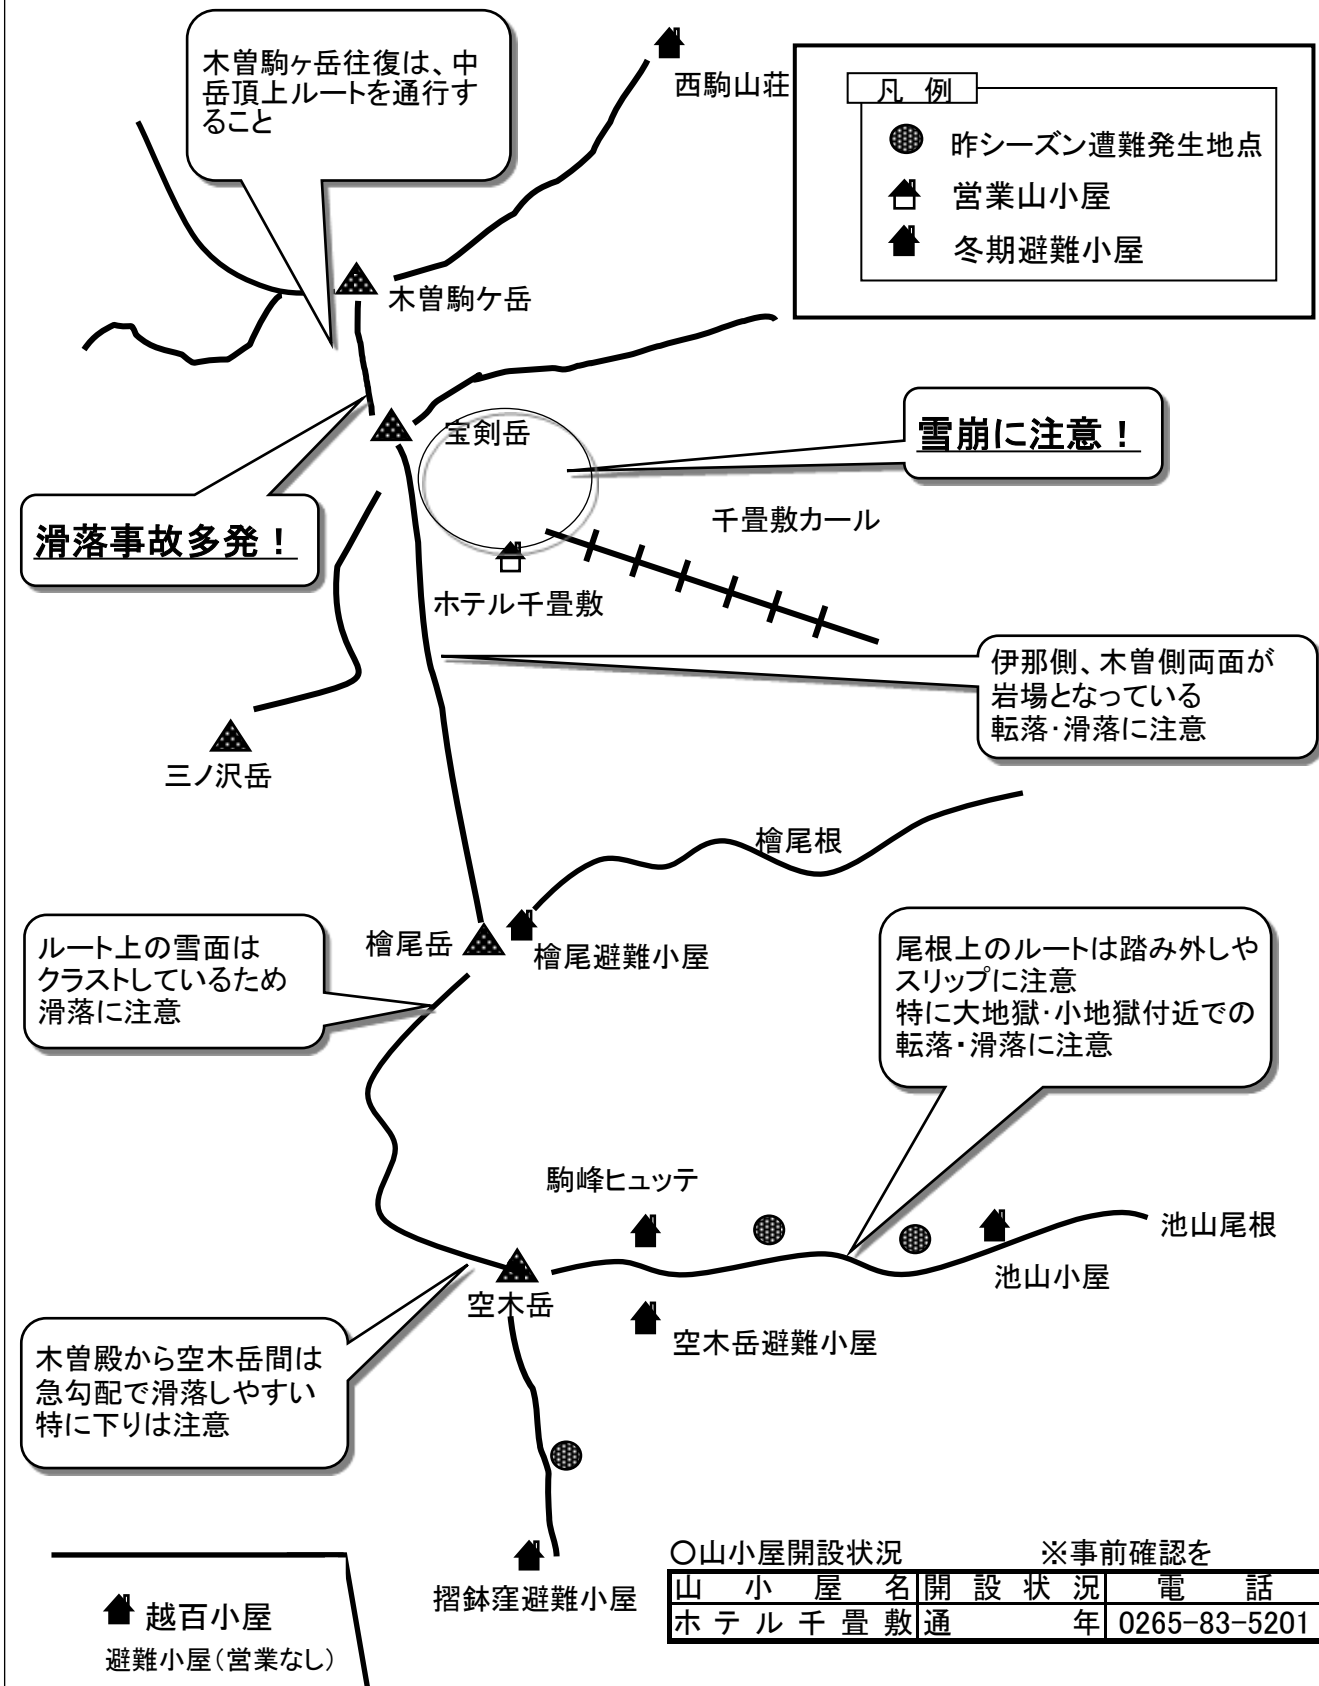 木曽駒ヶ岳往復は、中
岳頂上ルートを通行す
ること
西駒山荘
凡 例
昨シーズン遭難発生地点
営業山小屋
冬期避難小屋
木曽駒ケ岳
宝剣岳
雪崩に注意！
滑落事故多発！
千畳敷カール
ホテル千畳敷
伊那側、木曽側両面が
岩場となっている
転落・滑落に注意
三ノ沢岳
檜尾根
檜尾岳
檜尾避難小屋
ルート上の雪面は
クラストしているため
滑落に注意
尾根上のルートは踏み外しや
スリップに注意
特に大地獄・小地獄付近での
転落・滑落に注意
駒峰ヒュッテ
池山尾根
池山小屋
空木岳
空木岳避難小屋
木曽殿から空木岳間は
急勾配で滑落しやすい
特に下りは注意
摺鉢窪避難小屋
越百小屋
避難小屋（営業なし）
〇山小屋開設状況 ※事前確認を
山小屋名 開設状況 電話
ホテル千畳敷 通年 0265-83-5201